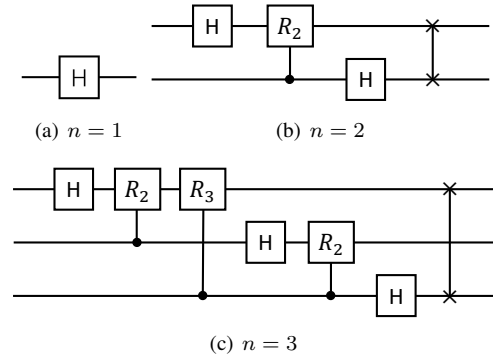 H R₂
H
H
(a) n = 1 (b) n = 2
H R₂ R₃
H R₂
H
(c) n = 3